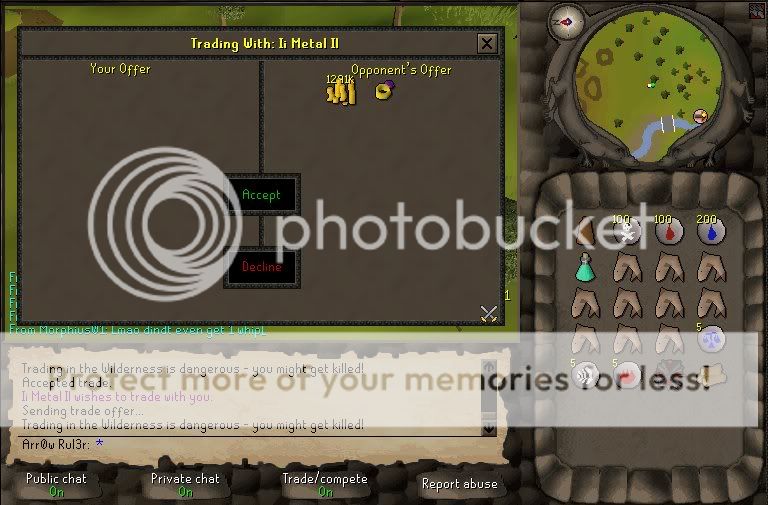 Trading With: Ii Metal II
Your Offer
Opponent's Offer
1291K
Accept
Decline
photobucket
100
100
200
5
5
5
1
From MorphiusW1: Lmao dindt even get 1 whip
Protect more of your memories for less!
Trading in the Wilderness is dangerous - you might get killed!
Accepted trade.
Ii Metal II wishes to trade with you.
Sending trade offer...
Trading in the Wilderness is dangerous - you might get killed!
Arr0w Rul3r: *
Public chat
On
Private chat
On
Trade/compete
On
Report abuse